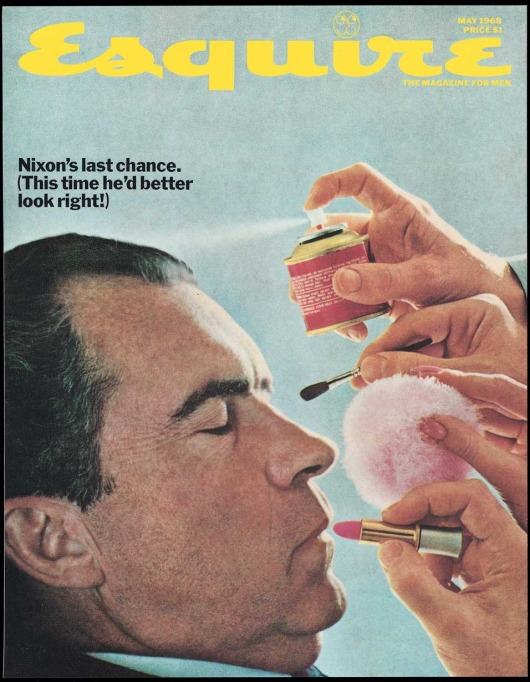 MAY 1968
PRICE $1
Esquire
THE MAGAZINE FOR MEN
Nixon's last chance.
(This time he'd better
look right!)